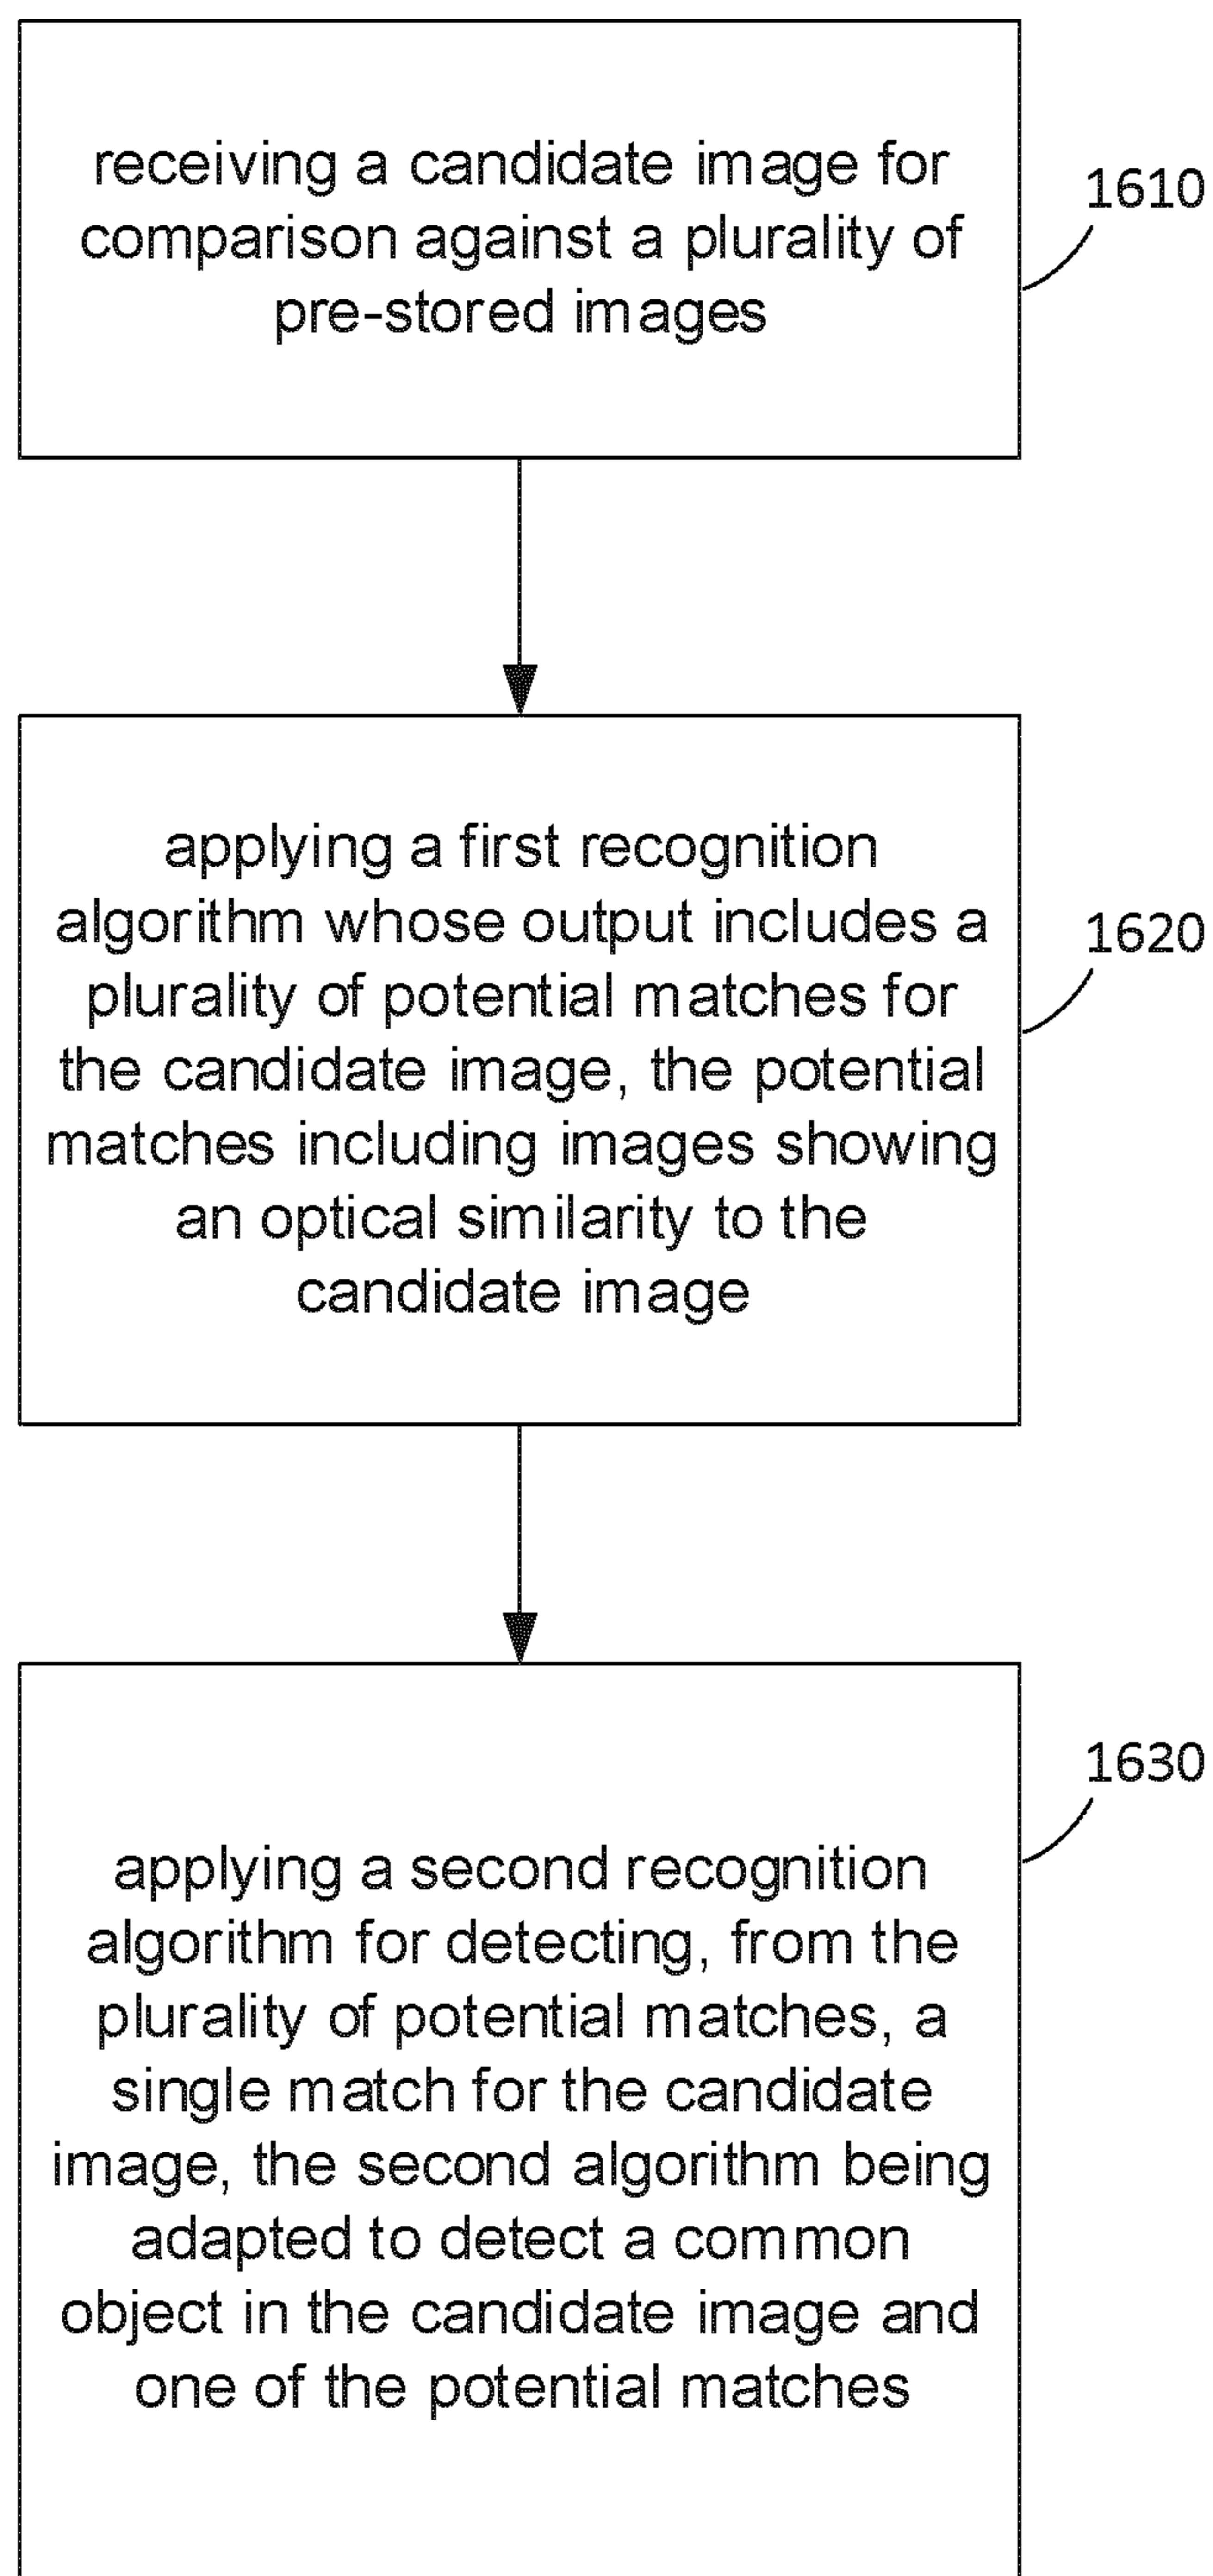 receiving a candidate image for
comparison against a plurality of
pre-stored images
1610
applying a first recognition
algorithm whose output includes a
plurality of potential matches for
the candidate image, the potential
matches including images showing
an optical similarity to the
candidate image
1620
applying a second recognition
algorithm for detecting, from the
plurality of potential matches, a
single match for the candidate
image, the second algorithm being
adapted to detect a common
object in the candidate image and
one of the potential matches
1630